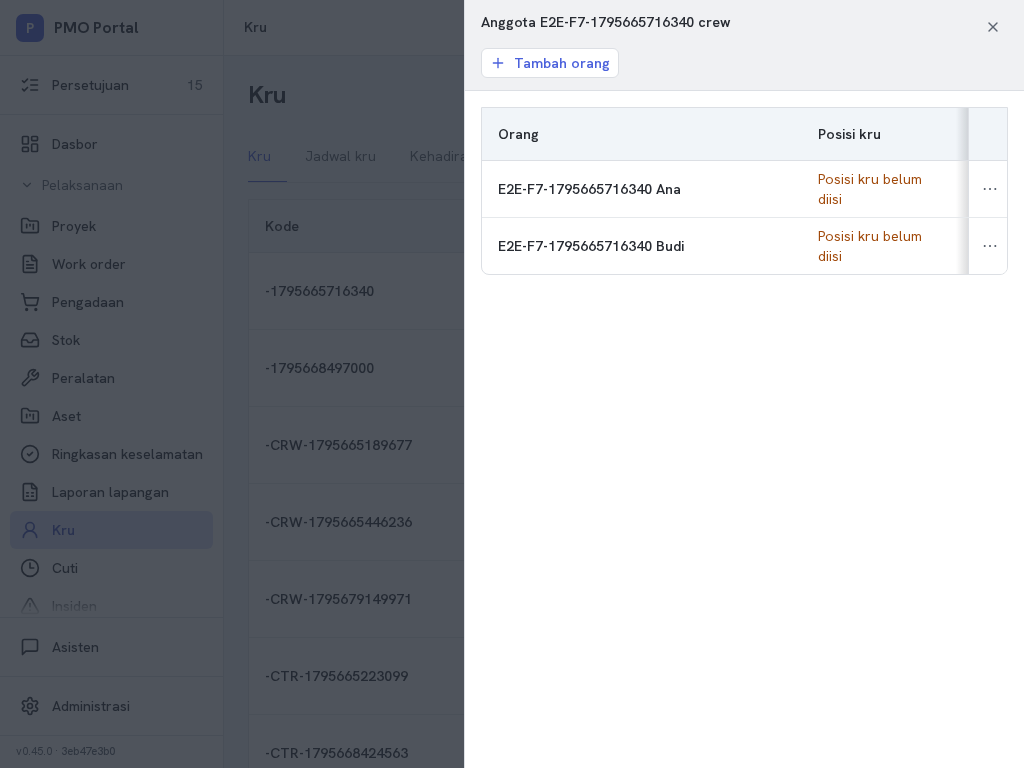 P PMO Portal
Persetujuan 15
Dasbor
Pelaksanaan
Proyek
Work order
Pengadaan
Stok
Peralatan
Aset
Ringkasan keselamatan
Laporan lapangan
Kru
Cuti
Insiden
Asisten
Administrasi
v0.45.0 · 3eb47e3b0
Kru
Kru
Kru Jadwal kru Kehadira
Kode
-1795665716340
-1795668497000
-CRW-1795665189677
-CRW-1795665446236
-CRW-1795679149971
-CTR-1795665223099
-CTR-1795668424563
Anggota E2E-F7-1795665716340 crew
Tambah orang
Orang Posisi kru
E2E-F7-1795665716340 Ana Posisi kru belum
diisi
E2E-F7-1795665716340 Budi Posisi kru belum
diisi